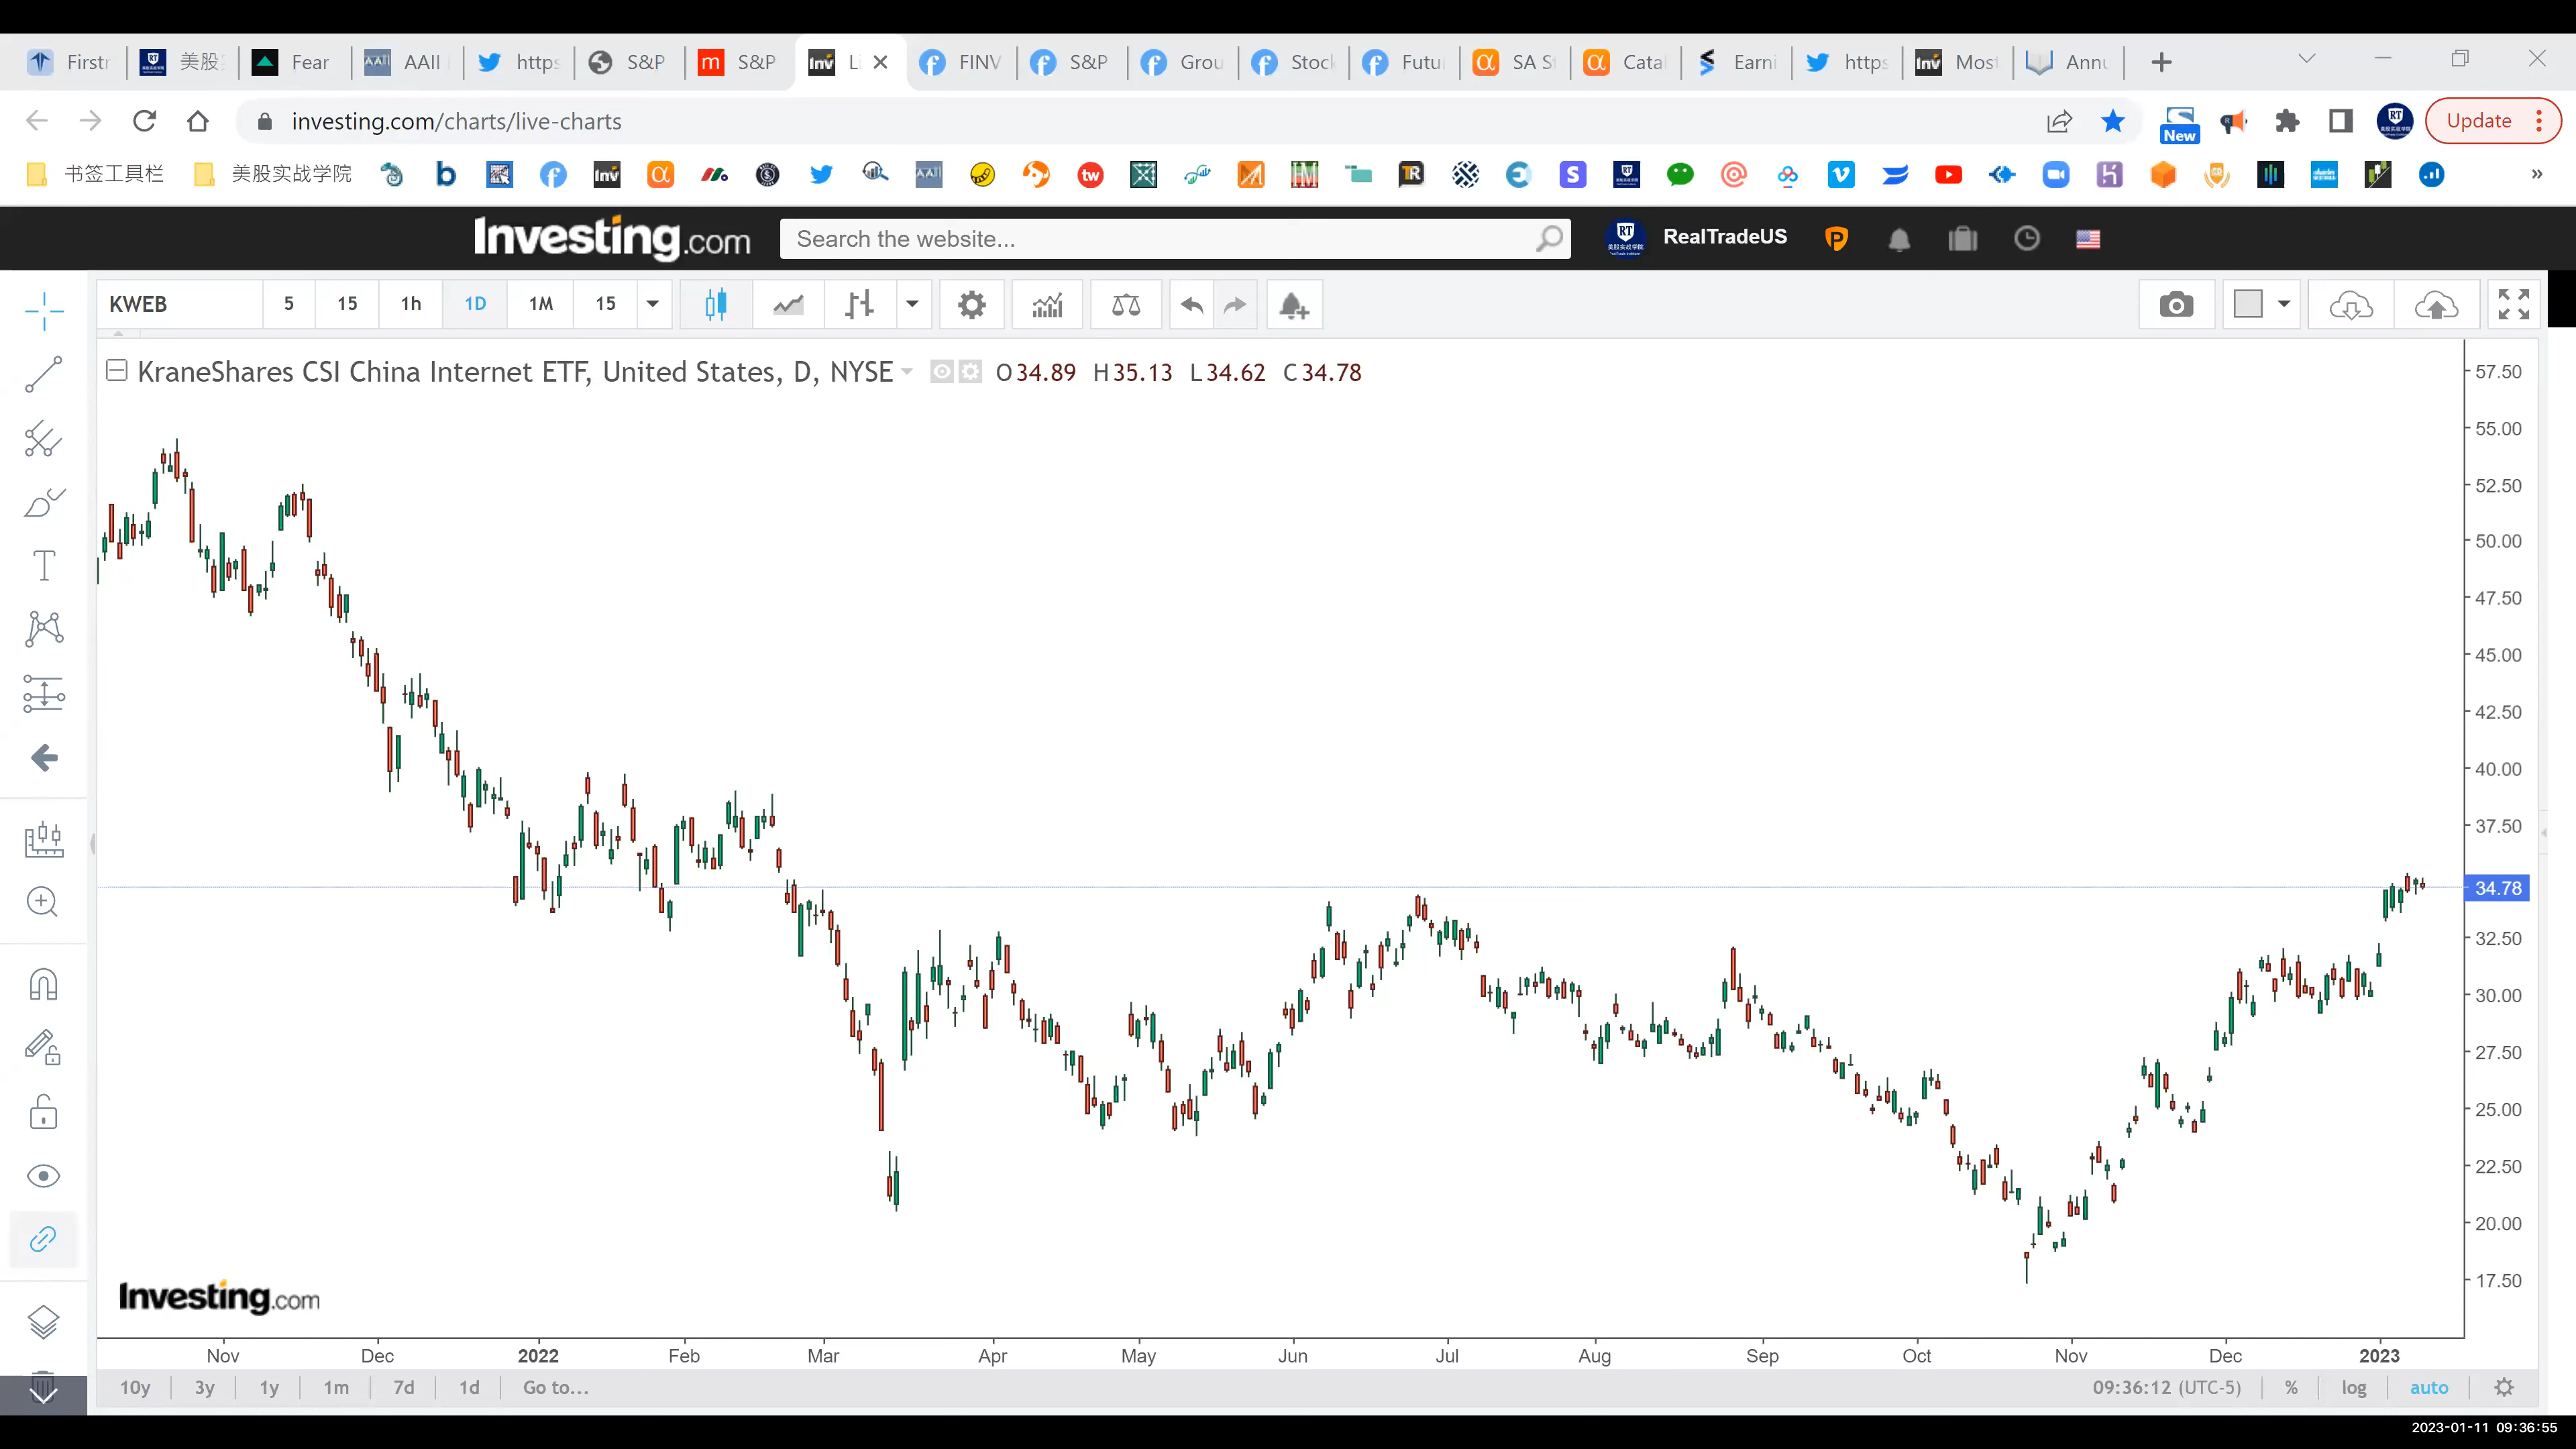 Firstr 美股 Fear AAII https S&P S&P Li FINV S&P Grou Stock Futu SA S Catal Earni https Most Annu
investing.com/charts/live-charts New Update
书签工具栏 美股实战学院
Investing.com Search the website... RealTradeUS
KWEB 5 15 1h 1D 1M 15
KraneShares CSI China Internet ETF, United States, D, NYSE O34.89 H35.13 L34.62 C34.78
57.50
55.00
52.50
50.00
47.50
45.00
42.50
40.00
37.50
34.78
32.50
30.00
27.50
25.00
22.50
20.00
17.50
Investing.com
Nov Dec 2022 Feb Mar Apr May Jun Jul Aug Sep Oct Nov Dec 2023
10y 3y 1y 1m 7d 1d Go to... 09:36:12 (UTC-5) % log auto
2023-01-11 09:36:55